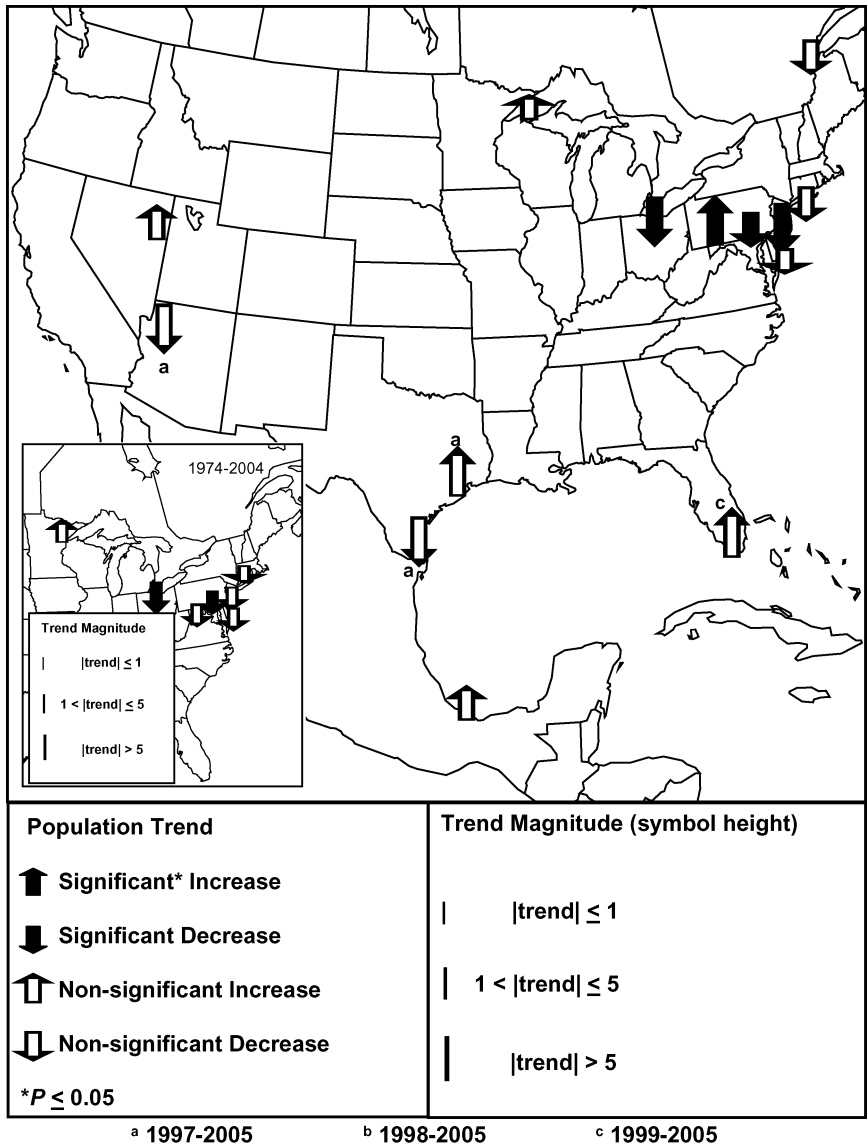 a
a
c
a
1974-2004
Trend Magnitude
|trend| ≤ 1
1 < |trend| ≤ 5
|trend| > 5
Population Trend
Significant* Increase
Significant Decrease
Non-significant Increase
Non-significant Decrease
*P ≤ 0.05
Trend Magnitude (symbol height)
|trend| ≤ 1
1 < |trend| ≤ 5
|trend| > 5
a 1997-2005 b 1998-2005 c 1999-2005